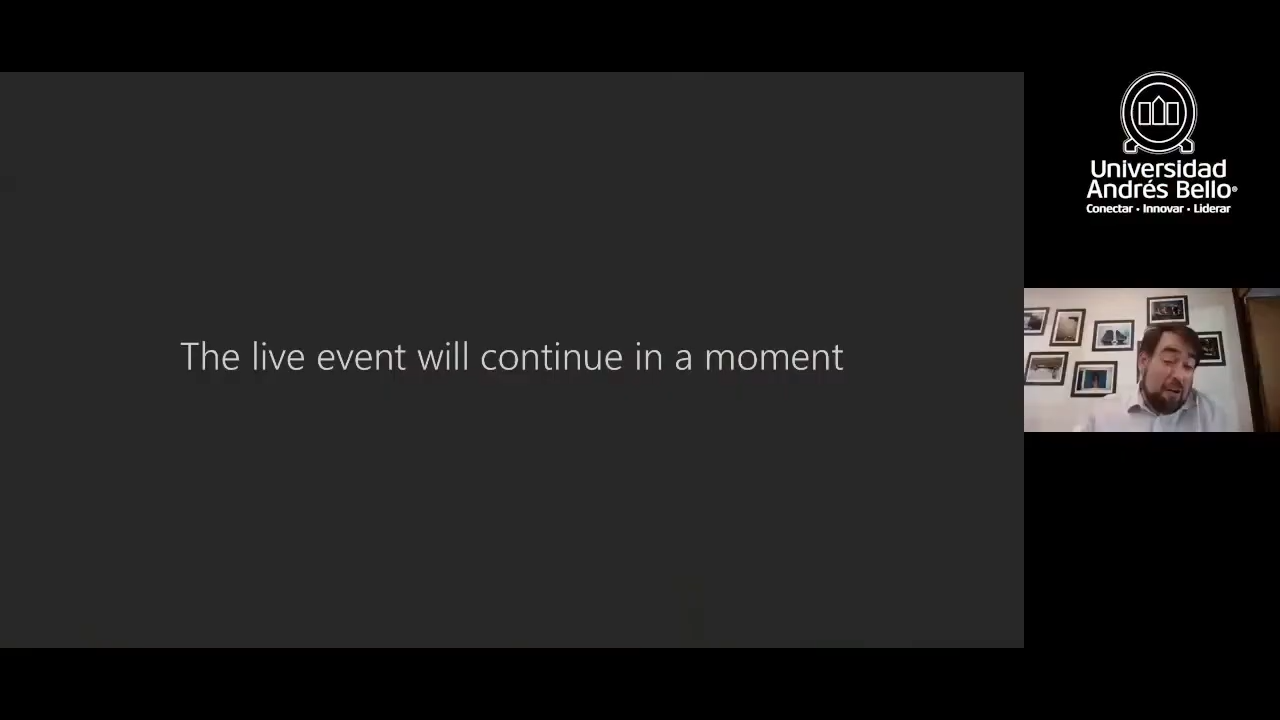 The live event will continue in a moment
Universidad
Andrés Bello®
Conectar • Innovar • Liderar